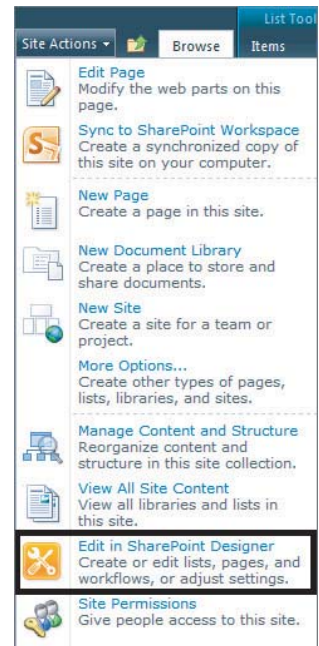 List Tool
Site Actions
Browse
Items
Edit Page
Modify the web parts on this
page.
Sync to SharePoint Workspace
Create a synchronized copy of
this site on your computer.
New Page
Create a page in this site.
New Document Library
Create a place to store and
share documents.
New Site
Create a site for a team or
project.
More Options...
Create other types of pages,
lists, libraries, and sites.
Manage Content and Structure
Reorganize content and
structure in this site collection.
View All Site Content
View all libraries and lists in
this site.
Edit in SharePoint Designer
Create or edit lists, pages, and
workflows, or adjust settings.
Site Permissions
Give people access to this site.